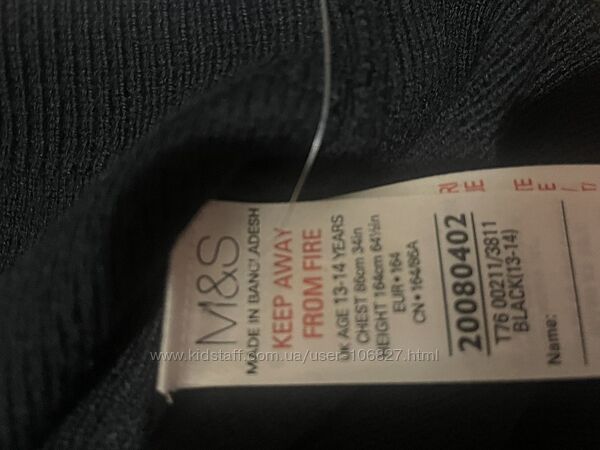 M&S
MADE IN BANGLADESH
KEEP AWAY
FROM FIRE
UK AGE 13-14 YEARS
CHEST 86cm 34in
HEIGHT 164cm 64½in
EUR•164
CN•164/86A
20080402
T76 00211/3811
BLACK(13-14)
Name:
www.kidstaff.com.ua/user-106827.html